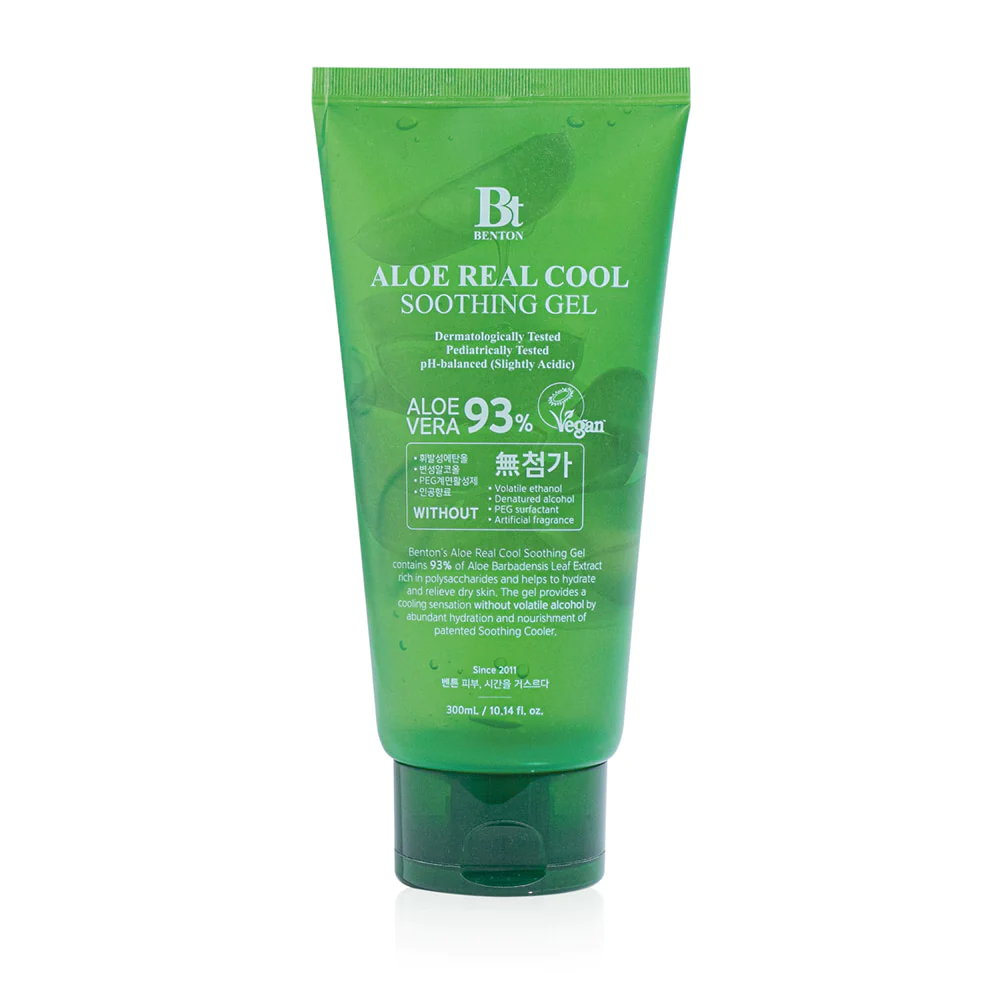 Bt
BENTON
ALOE REAL COOL
SOOTHING GEL
Dermatologically Tested
Pediatrically Tested
pH-balanced (Slightly Acidic)
ALOE
VERA 93%
Vegan
• 휘발성에탄올
• 변성알코올
• PEG계면활성제
• 인공향료
WITHOUT
無첨가
• Volatile ethanol
• Denatured alcohol
• PEG surfactant
• Artificial fragrance
Benton's Aloe Real Cool Soothing Gel
contains 93% of Aloe Barbadensis Leaf Extract
rich in polysaccharides and helps to hydrate
and relieve dry skin. The gel provides a
cooling sensation without volatile alcohol by
abundant hydration and nourishment of
patented Soothing Cooler.
Since 2011
벤튼 피부, 시간을 거스르다
300mL / 10.14 fl. oz.